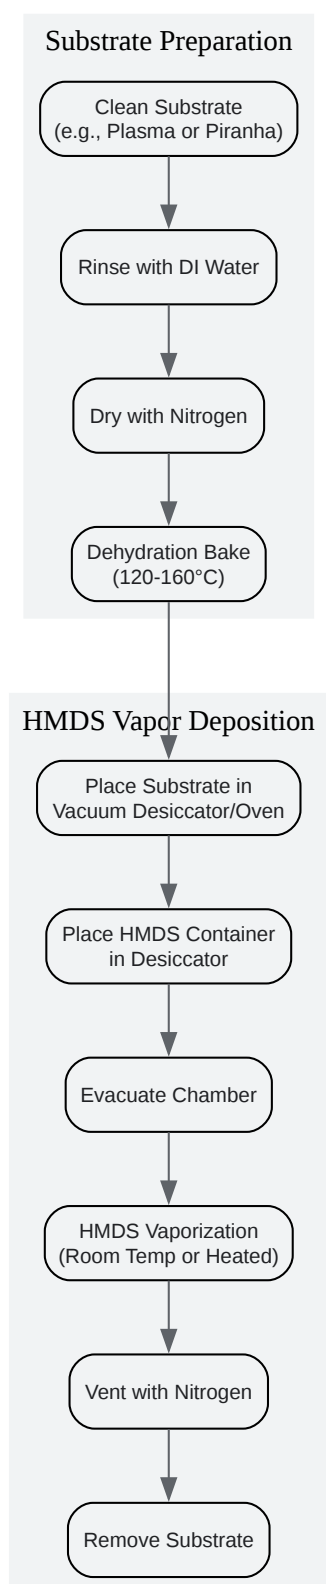 Substrate Preparation
Clean Substrate
(e.g., Plasma or Piranha)
Rinse with DI Water
Dry with Nitrogen
Dehydration Bake
(120-160°C)
HMDS Vapor Deposition
Place Substrate in
Vacuum Desiccator/Oven
Place HMDS Container
in Desiccator
Evacuate Chamber
HMDS Vaporization
(Room Temp or Heated)
Vent with Nitrogen
Remove Substrate